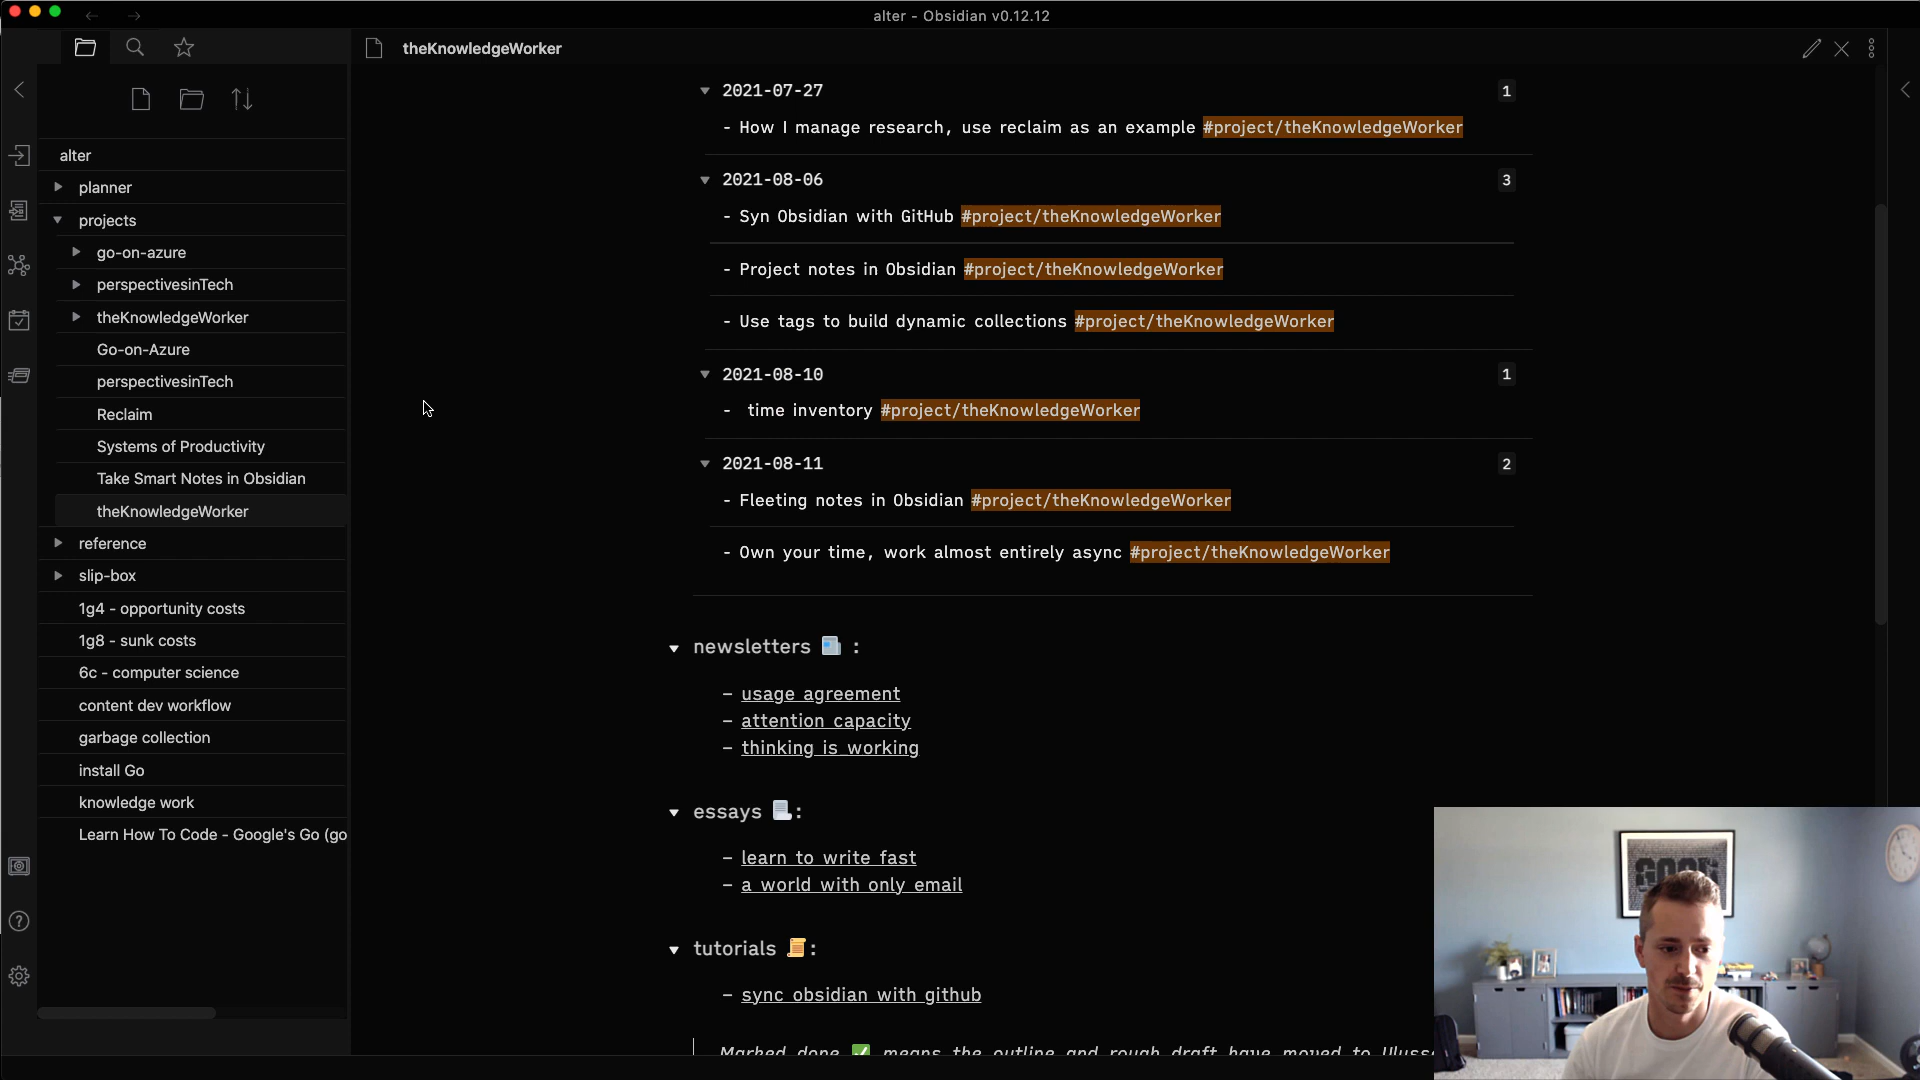 alter - Obsidian v0.12.12
theKnowledgeWorker
alter
planner
projects
go-on-azure
perspectivesinTech
theKnowledgeWorker
Go-on-Azure
perspectivesinTech
Reclaim
Systems of Productivity
Take Smart Notes in Obsidian
theKnowledgeWorker
reference
slip-box
1g4 - opportunity costs
1g8 - sunk costs
6c - computer science
content dev workflow
garbage collection
install Go
knowledge work
Learn How To Code - Google's Go (go
2021-07-27 1
- How I manage research, use reclaim as an example #project/theKnowledgeWorker
2021-08-06 3
- Syn Obsidian with GitHub #project/theKnowledgeWorker
- Project notes in Obsidian #project/theKnowledgeWorker
- Use tags to build dynamic collections #project/theKnowledgeWorker
2021-08-10 1
- time inventory #project/theKnowledgeWorker
2021-08-11 2
- Fleeting notes in Obsidian #project/theKnowledgeWorker
- Own your time, work almost entirely async #project/theKnowledgeWorker
newsletters 📰 :
- usage agreement
- attention capacity
- thinking is working
essays 📃:
- learn to write fast
- a world with only email
tutorials 📜:
- sync obsidian with github
Marked done ✅ means the outline and rough draft have moved to Ulyss